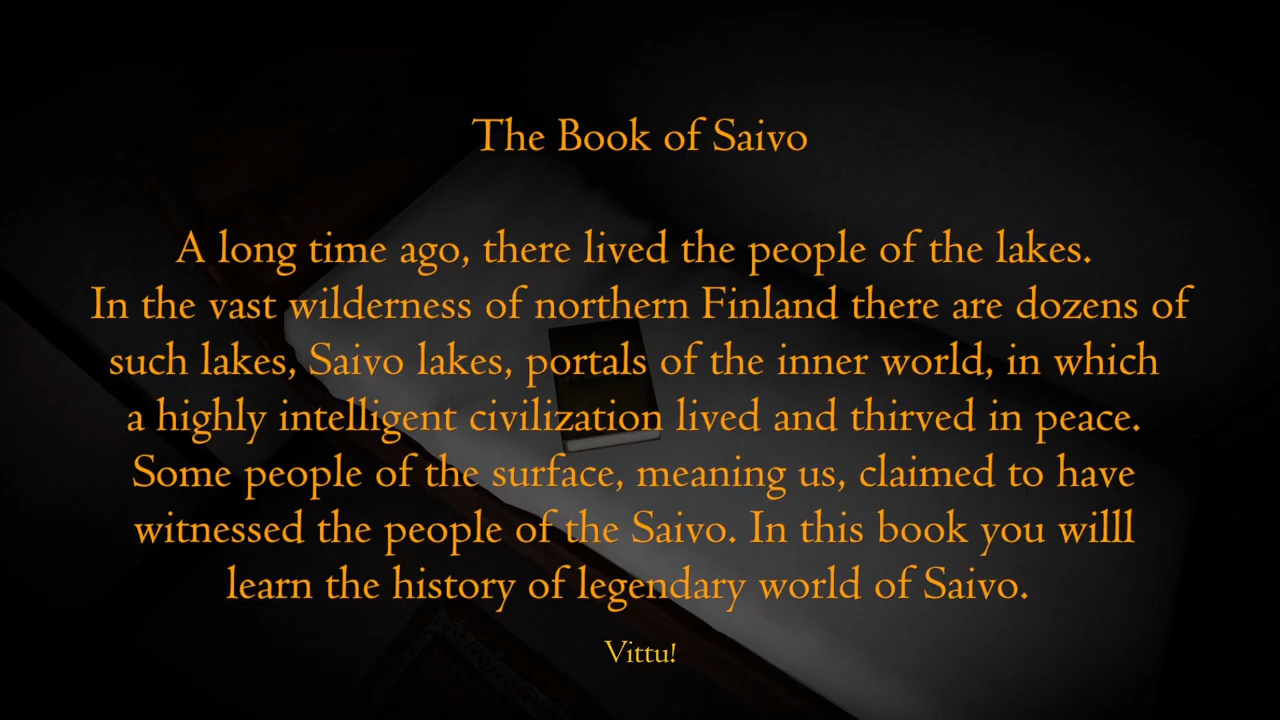 The Book of Saivo
A long time ago, there lived the people of the lakes.
In the vast wilderness of northern Finland there are dozens of
such lakes, Saivo lakes, portals of the inner world, in which
a highly intelligent civilization lived and thirved in peace.
Some people of the surface, meaning us, claimed to have
witnessed the people of the Saivo. In this book you willl
learn the history of legendary world of Saivo.
Vittu!